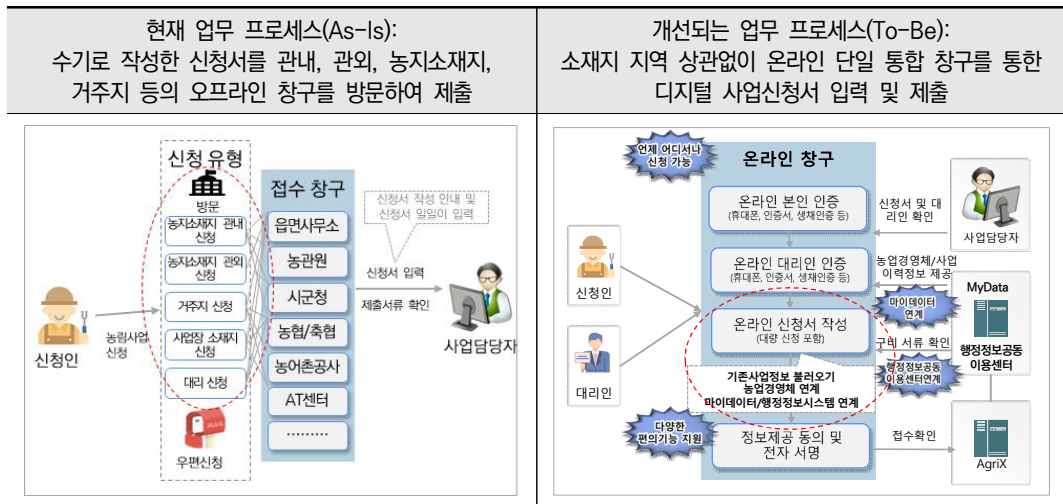 현재 업무 프로세스(As-Is):
수기로 작성한 신청서를 관내, 관외, 농지소재지,
거주지 등의 오프라인 창구를 방문하여 제출
개선되는 업무 프로세스(To-Be):
소재지 지역 상관없이 온라인 단일 통합 창구를 통한
디지털 사업신청서 입력 및 제출
신청 유형
방문
농지소재지 관내
신청
농지소재지 관외
신청
거주지 신청
사업장 소재지
신청
대리 신청
MAIL
우편신청
신청인
농림사업
신청
접수 창구
읍면사무소
농관원
시군청
농협/축협
농어촌공사
AT센터
………
신청서 작성 안내 및
신청서 일일이 입력
신청서 입력
제출서류 확인
사업담당자
언제 어디서나
신청 가능
온라인 창구
온라인 본인 인증
(휴대폰, 인증서, 생체인증 등)
온라인 대리인 인증
(휴대폰, 인증서, 생체인증 등)
온라인 신청서 작성
(대량 신청 포함)
기존사업정보 불러오기
농업경영체 연계
마이데이터/행정정보시스템 연계
다양한
편의기능 지원
정보제공 동의 및
전자 서명
신청인
대리인
신청서 및 대
리인 확인
사업담당자
농업경영체/사업
이력정보 제공
마이데이터
연계
MyData
구비 서류 확인
행정정보공동
이용센터연계
행정정보공동
이용센터
접수확인
AgriX